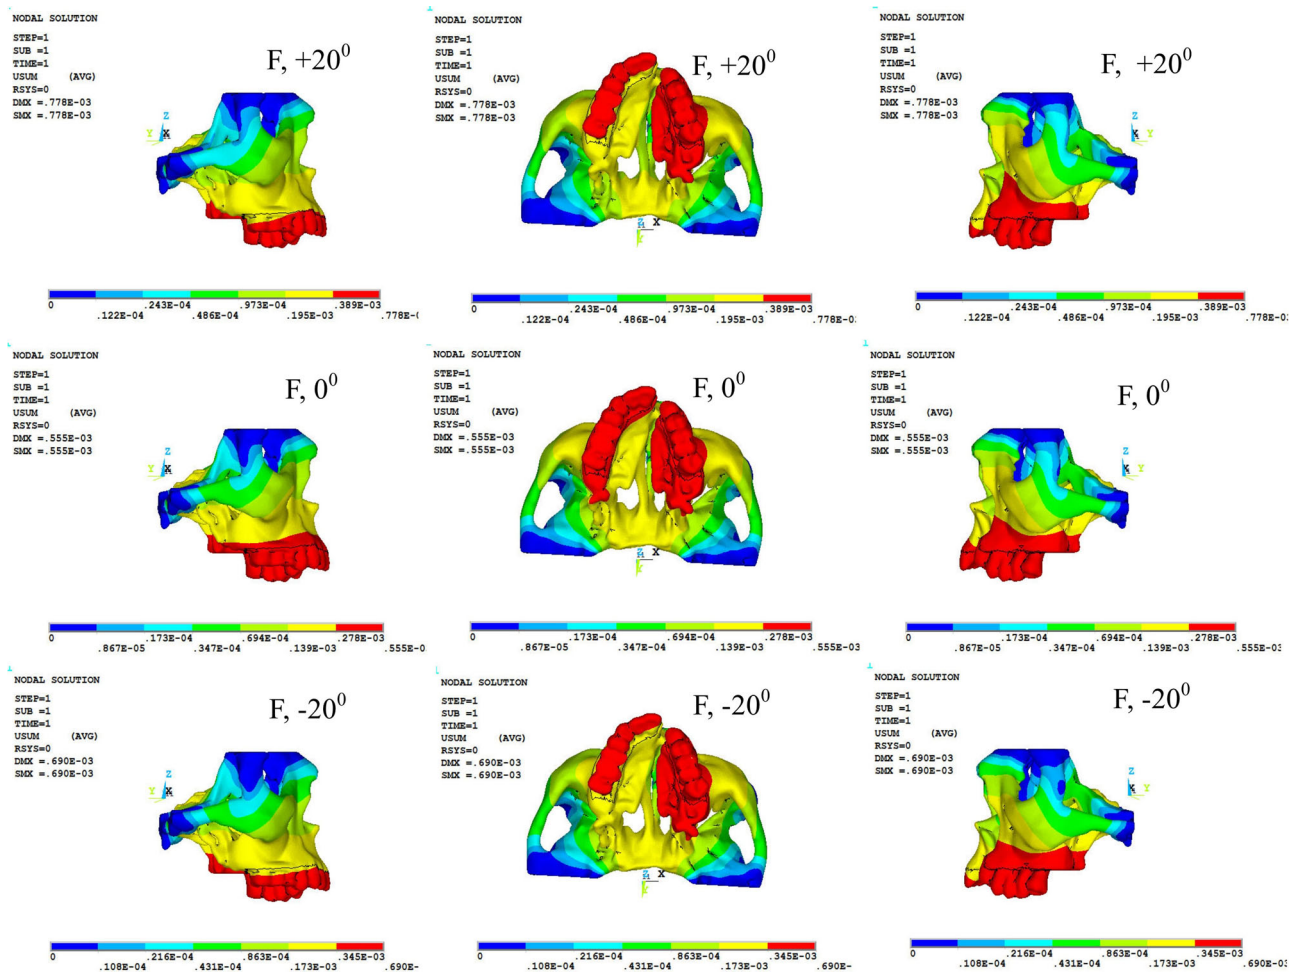 NODAL SOLUTION
STEP=1
SUB =1
TIME=1
USUM (AVG)
RSYS=0
DMX =.778E-03
SMX =.778E-03
F, +20⁰
Z
Y X
0 .243E-04 .973E-04 .389E-03
.122E-04 .486E-04 .195E-03 .778E-0
NODAL SOLUTION
STEP=1
SUB =1
TIME=1
USUM (AVG)
RSYS=0
DMX =.778E-03
SMX =.778E-03
F, +20⁰
Z X
Y
0 .243E-04 .973E-04 .389E-03
.122E-04 .486E-04 .195E-03 .778E-0
NODAL SOLUTION
STEP=1
SUB =1
TIME=1
USUM (AVG)
RSYS=0
DMX =.778E-03
SMX =.778E-03
F, +20⁰
Z
X Y
0 .243E-04 .973E-04 .389E-03
.122E-04 .486E-04 .195E-03 .778E-0
NODAL SOLUTION
STEP=1
SUB =1
TIME=1
USUM (AVG)
RSYS=0
DMX =.555E-03
SMX =.555E-03
F, 0⁰
Z
Y X
0 .173E-04 .694E-04 .278E-03
.867E-05 .347E-04 .139E-03 .555E-0
NODAL SOLUTION
STEP=1
SUB =1
TIME=1
USUM (AVG)
RSYS=0
DMX =.555E-03
SMX =.555E-03
F, 0⁰
Z X
Y
0 .173E-04 .694E-04 .278E-03
.867E-05 .347E-04 .139E-03 .555E-03
NODAL SOLUTION
STEP=1
SUB =1
TIME=1
USUM (AVG)
RSYS=0
DMX =.555E-03
SMX =.555E-03
F, 0⁰
Z
X Y
0 .173E-04 .694E-04 .278E-03
.867E-05 .347E-04 .139E-03 .555E-0
NODAL SOLUTION
STEP=1
SUB =1
TIME=1
USUM (AVG)
RSYS=0
DMX =.690E-03
SMX =.690E-03
F, -20⁰
Z
Y X
0 .216E-04 .863E-04 .345E-03
.108E-04 .431E-04 .173E-03 .690E-
NODAL SOLUTION
STEP=1
SUB =1
TIME=1
USUM (AVG)
RSYS=0
DMX =.690E-03
SMX =.690E-03
F, -20⁰
Z X
Y
0 .216E-04 .863E-04 .345E-03
.108E-04 .431E-04 .173E-03 .690E-
NODAL SOLUTION
STEP=1
SUB =1
TIME=1
USUM (AVG)
RSYS=0
DMX =.690E-03
SMX =.690E-03
F, -20⁰
Z
X Y
0 .216E-04 .863E-04 .345E-03
.108E-04 .431E-04 .173E-03 .690E-0